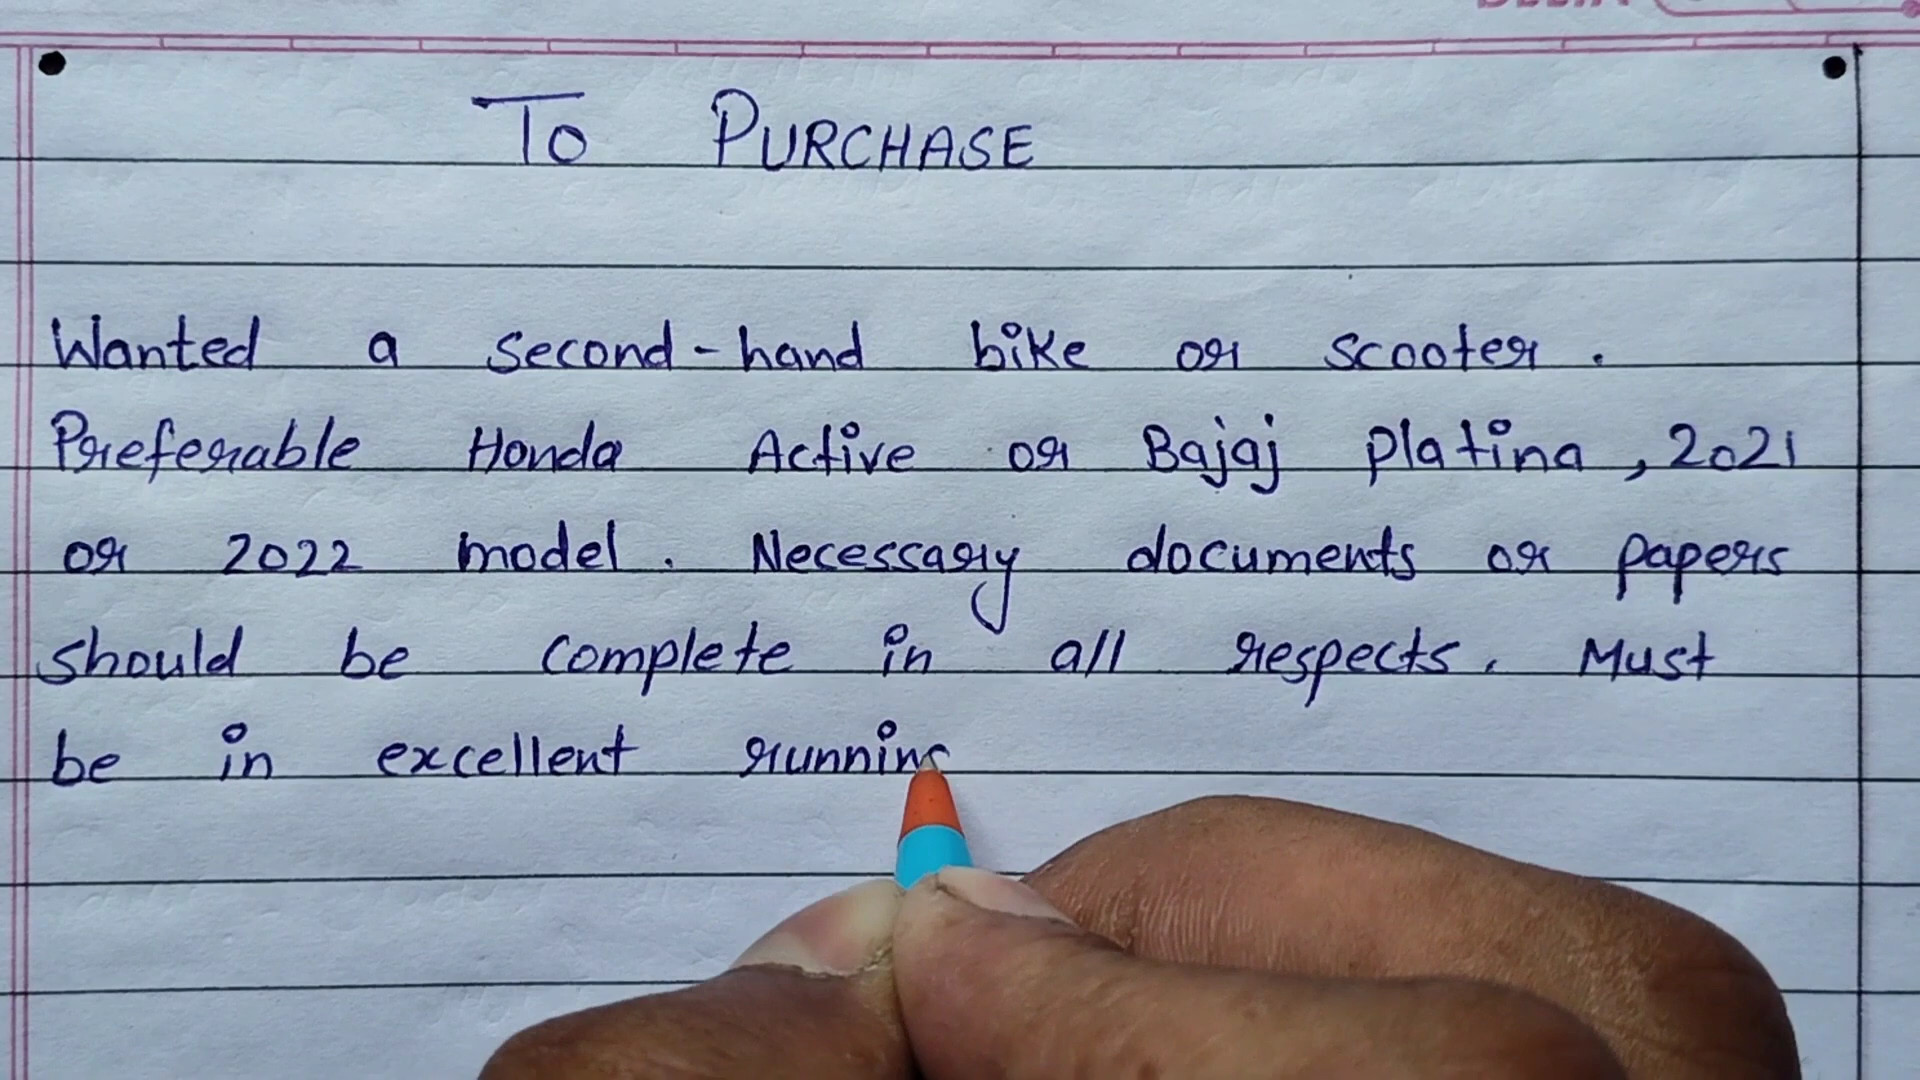 To PURCHASE
Wanted a second-hand bike or scooter.
Preferable Honda Active or Bajaj Platina, 2021
or 2022 model. Necessary documents or papers
should be complete in all respects. Must
be in excellent runnin